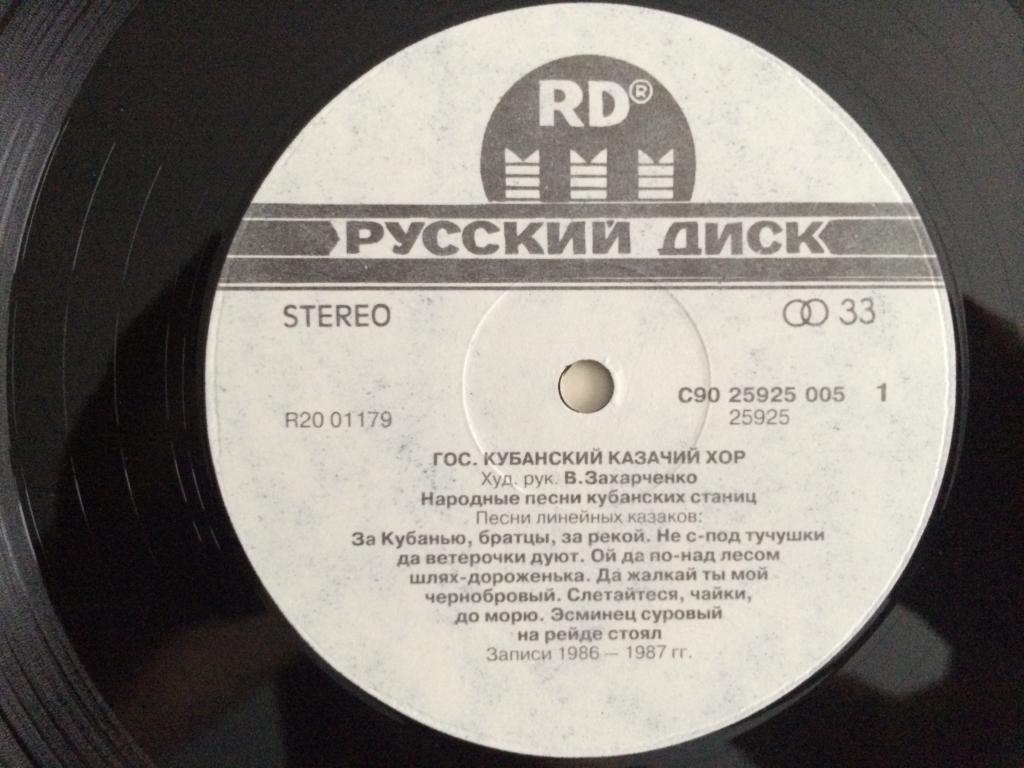 RD®
РУССКИЙ ДИСК
STEREO
33
С90 25925 005 1
25925
R20 01179
ГОС. КУБАНСКИЙ КАЗАЧИЙ ХОР
Худ. рук. В.Захарченко
Народные песни кубанских станиц
Песни линейных казаков:
За Кубанью, братцы, за рекой. Не с-под тучушки
да ветерочки дуют. Ой да по-над лесом
шлях-дороженька. Да жалкай ты мой
чернобровый. Слетайтеся, чайки,
до морю. Эсминец суровый
на рейде стоял
Записи 1986 — 1987 гг.